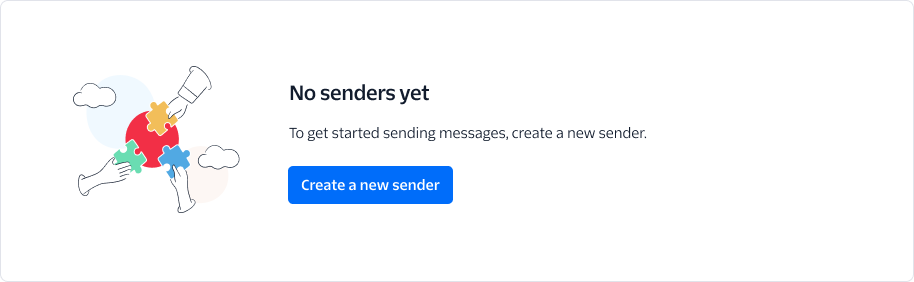 No senders yet
To get started sending messages, create a new sender.
Create a new sender